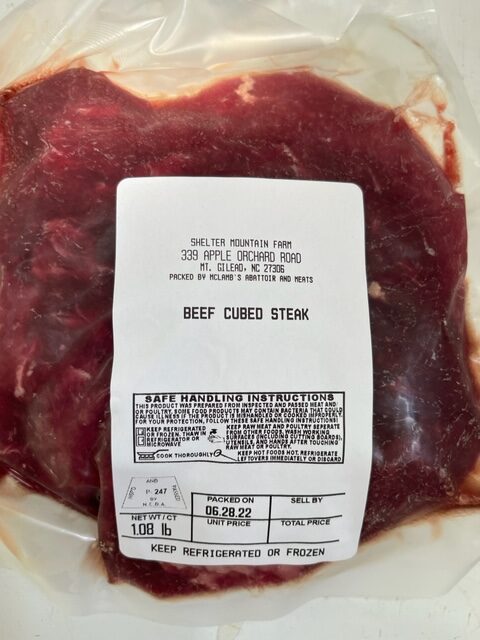 SHELTER MOUNTAIN FARM
339 APPLE ORCHARD ROAD
MT. GILEAD, NC 27306
PACKED BY MCLAMB'S ABATTOIR AND MEATS
BEEF CUBED STEAK
SAFE HANDLING INSTRUCTIONS
THIS PRODUCT WAS PREPARED FROM INSPECTED AND PASSED MEAT AND
OR POULTRY. SOME FOOD PRODUCTS MAY CONTAIN BACTERIA THAT COULD
CAUSE ILLNESS IF THE PRODUCT IS MISHANDLED OR COOKED IMPROPERLY.
FOR YOUR PROTECTION, FOLLOW THESE SAFE HANDLING INSTRUCTIONS:
KEEP REFRIGERATED
OR FROZEN. THAW IN
REFRIGERATOR OR
MICROWAVE
KEEP RAW MEAT AND POULTRY SEPERATE
FROM OTHER FOODS. WASH WORKING
SURFACES (INCLUDING CUTTING BOARDS),
UTENSILS, AND HANDS AFTER TOUCHING
RAW MEAT OR POULTRY.
COOK THOROUGHLY
KEEP HOT FOODS HOT. REFRIGERATE
LEFTOVERS IMMEDIATELY OR DISCARD
AND
P- 247
PASSED
BY
N.C.D.A.
PACKED ON
06.28.22
SELL BY
NET WT/CT
1.08 lb
UNIT PRICE
TOTAL PRICE
KEEP REFRIGERATED OR FROZEN